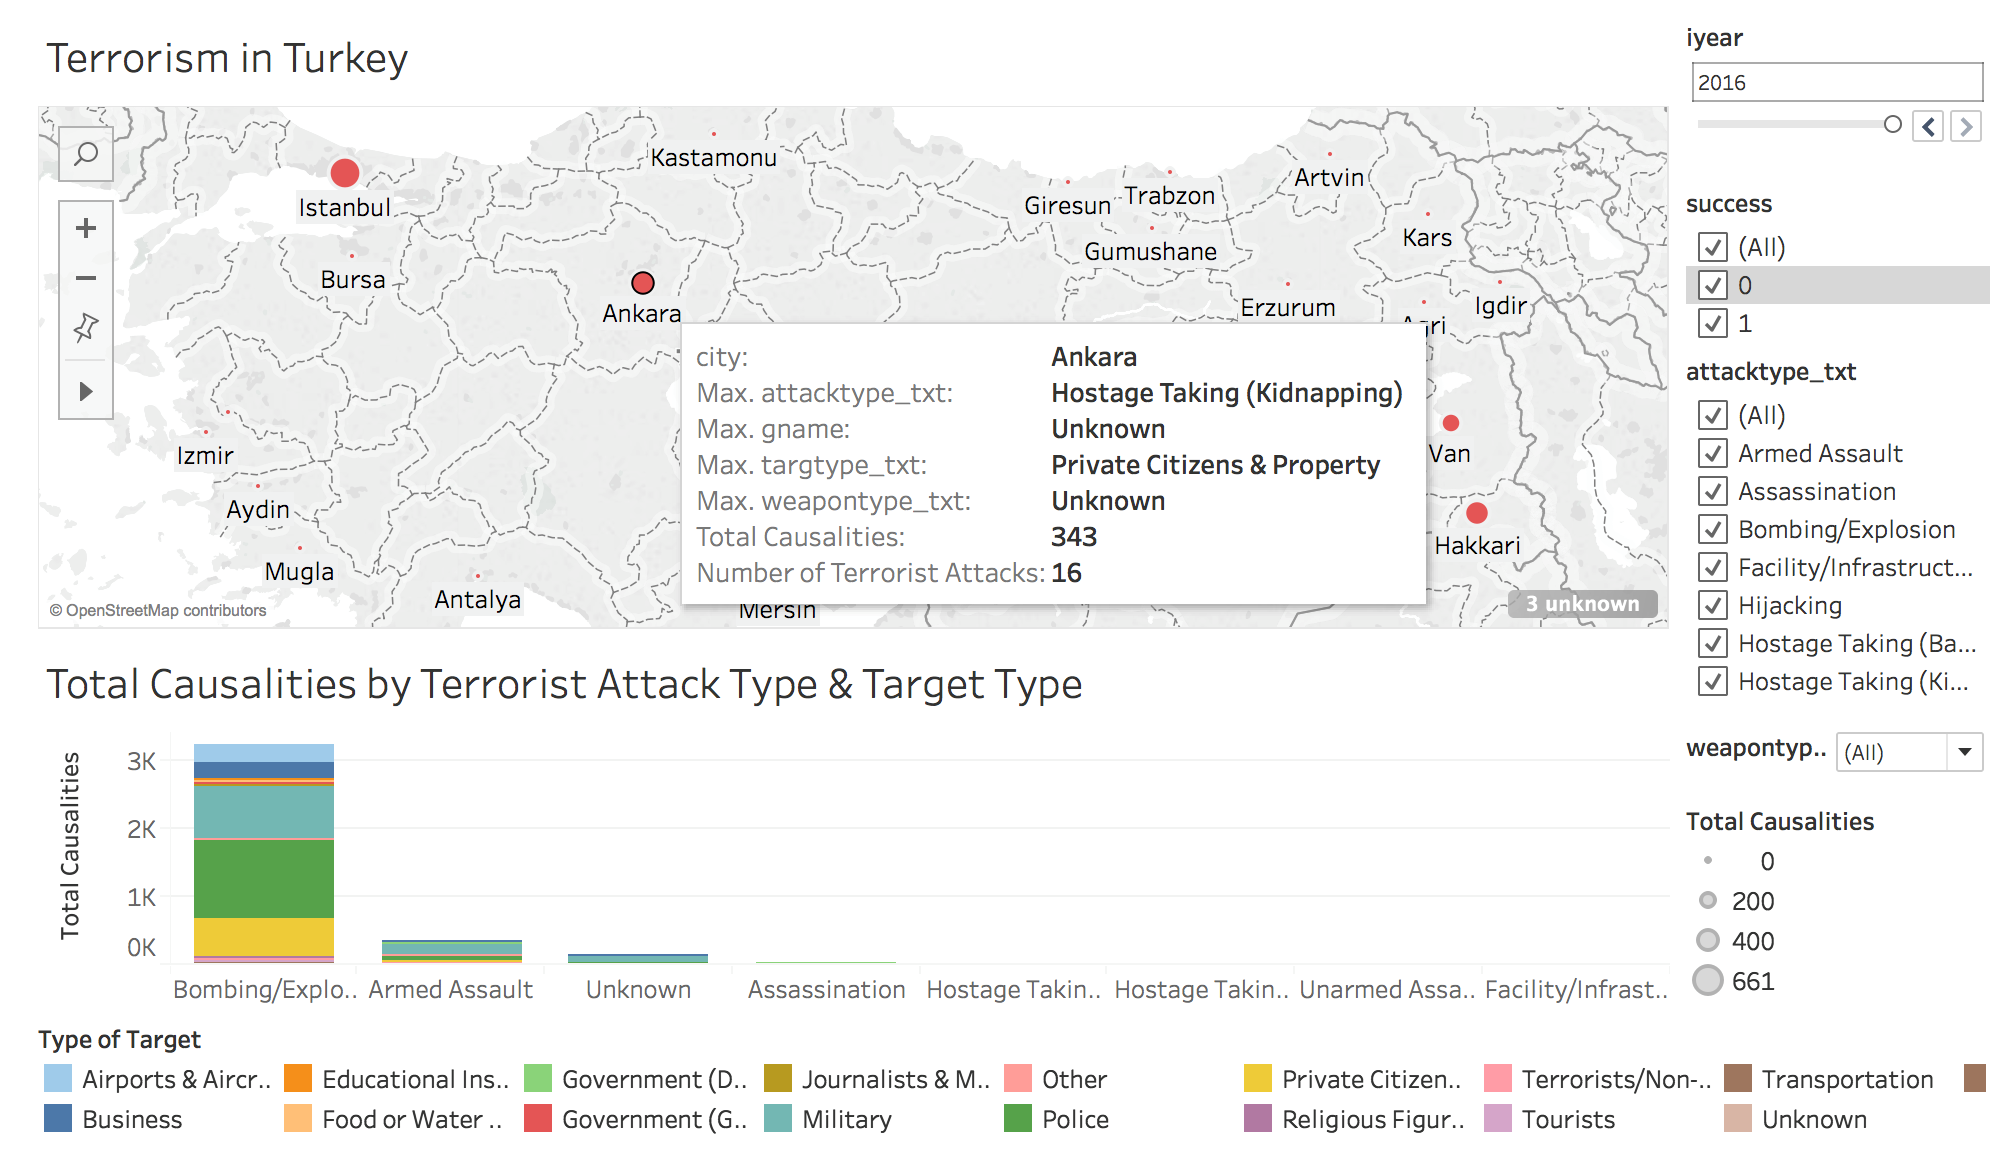 Terrorism in Turkey
Kastamonu
Istanbul
Bursa
Ankara
Giresun
Trabzon
Gumushane
Artvin
Kars
Erzurum
Igdir
Agri
Izmir
Aydin
Mugla
Antalya
Mersin
Van
Hakkari
city: Ankara
Max. attacktype_txt: Hostage Taking (Kidnapping)
Max. gname: Unknown
Max. targtype_txt: Private Citizens & Property
Max. weapontype_txt: Unknown
Total Causalities: 343
Number of Terrorist Attacks: 16
© OpenStreetMap contributors
3 unknown
iyear
2016
success
(All)
0
1
attacktype_txt
(All)
Armed Assault
Assassination
Bombing/Explosion
Facility/Infrastruct...
Hijacking
Hostage Taking (Ba...
Hostage Taking (Ki...
weapontyp.. (All)
Total Causalities
0
200
400
661
Total Causalities by Terrorist Attack Type & Target Type
Total Causalities
3K
2K
1K
0K
Bombing/Explo.. Armed Assault Unknown Assassination Hostage Takin.. Hostage Takin.. Unarmed Assa.. Facility/Infrast..
Type of Target
Airports & Aircr.. Educational Ins.. Government (D.. Journalists & M.. Other Private Citizen.. Terrorists/Non-.. Transportation
Business Food or Water .. Government (G.. Military Police Religious Figur.. Tourists Unknown